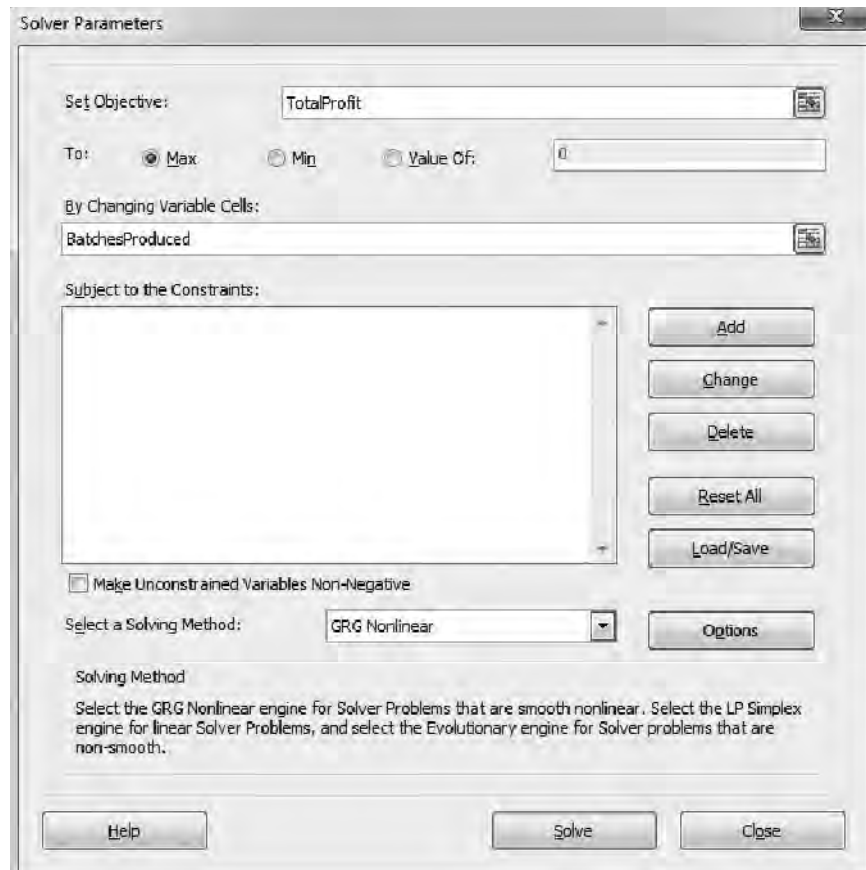 Solver Parameters
Set Objective: TotalProfit
To: Max Min Value Of: 0
By Changing Variable Cells:
BatchesProduced
Subject to the Constraints:
Add
Change
Delete
Reset All
Load/Save
Make Unconstrained Variables Non-Negative
Select a Solving Method: GRG Nonlinear Options
Solving Method
Select the GRG Nonlinear engine for Solver Problems that are smooth nonlinear. Select the LP Simplex
engine for linear Solver Problems, and select the Evolutionary engine for Solver problems that are
non-smooth.
Help Solve Close